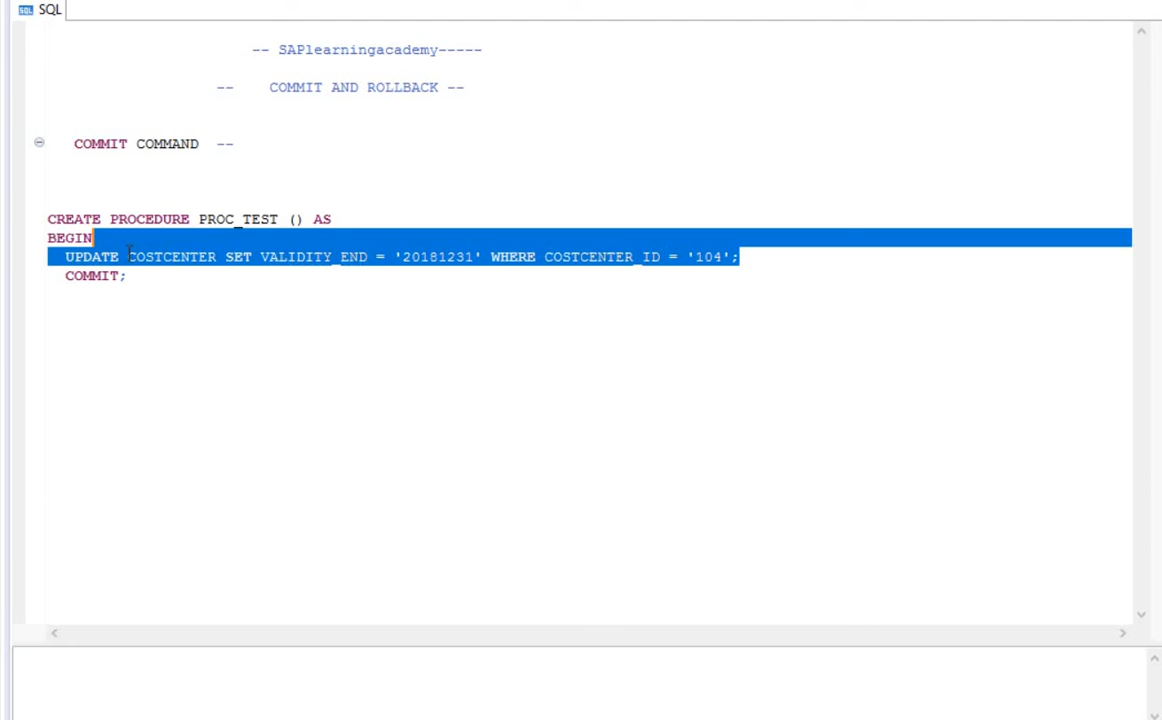 SQL
-- SAPlearningacademy-----
-- COMMIT AND ROLLBACK --
COMMIT COMMAND --
CREATE PROCEDURE PROC_TEST () AS
BEGIN
UPDATE COSTCENTER SET VALIDITY_END = '20181231' WHERE COSTCENTER_ID = '104';
COMMIT;